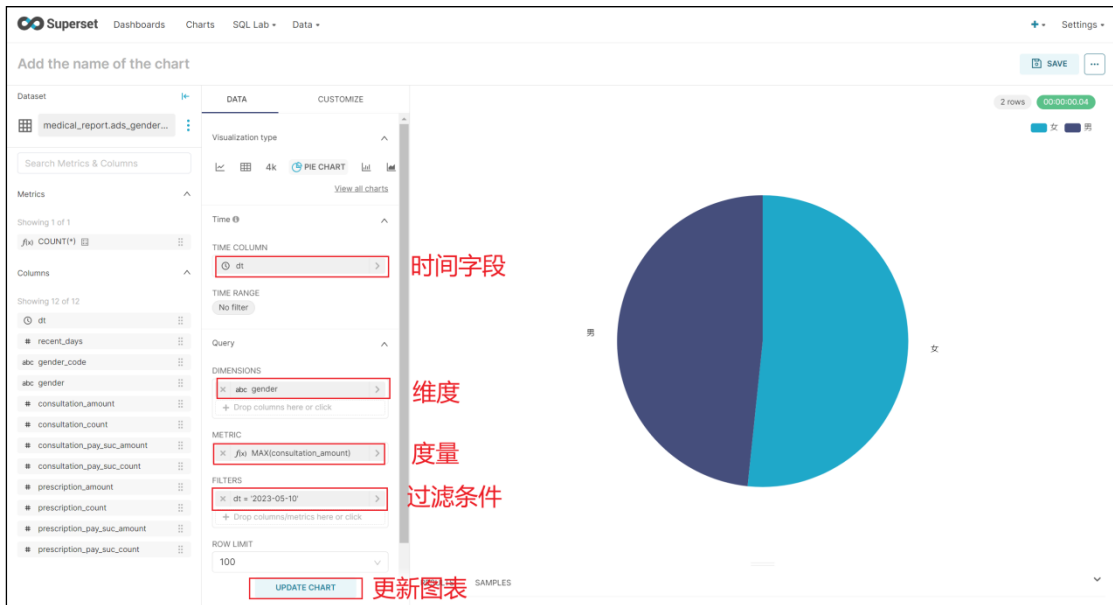 Superset Dashboards Charts SQL Lab Data + Settings
Add the name of the chart
SAVE ...
Dataset
medical_report.ads_gender...
Search Metrics & Columns
Metrics
Showing 1 of 1
f(x) COUNT(*)
Columns
Showing 12 of 12
dt
# recent_days
abc gender_code
abc gender
# consultation_amount
# consultation_count
# consultation_pay_suc_amount
# consultation_pay_suc_count
# prescription_amount
# prescription_count
# prescription_pay_suc_amount
# prescription_pay_suc_count
DATA CUSTOMIZE
Visualization type
4k PIE CHART
View all charts
Time
TIME COLUMN
dt
时间字段
TIME RANGE
No filter
Query
DIMENSIONS
× abc gender
维度
+ Drop columns here or click
METRIC
× f(x) MAX(consultation_amount)
度量
FILTERS
× dt = '2023-05-10'
过滤条件
+ Drop columns/metrics here or click
ROW LIMIT
100
UPDATE CHART
更新图表
SAMPLES
2 rows 00:00:00.04
女 男
男
女